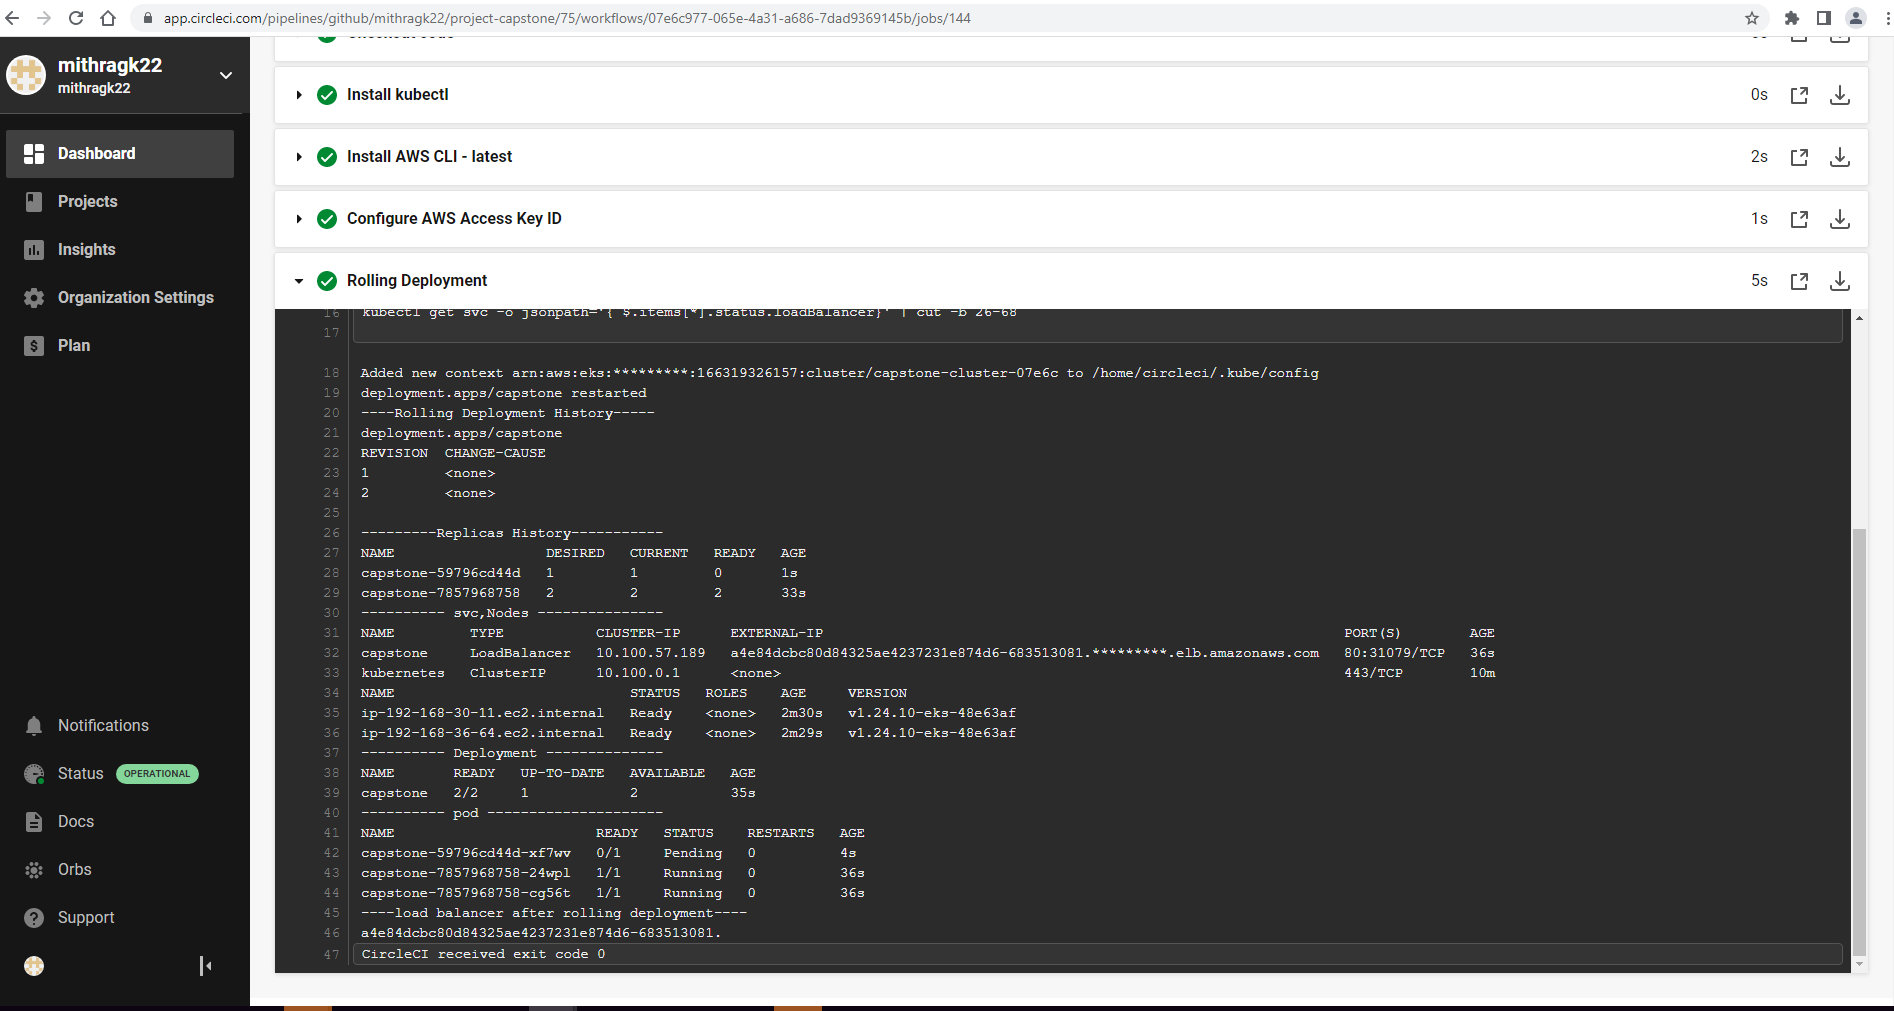 app.circleci.com/pipelines/github/mithragk22/project-capstone/75/workflows/07e6c977-065e-4a31-a686-7dad9369145b/jobs/144
mithragk22
mithragk22
Dashboard
Projects
Insights
Organization Settings
Plan
Notifications
Status OPERATIONAL
Docs
Orbs
Support
Install kubectl 0s
Install AWS CLI - latest 2s
Configure AWS Access Key ID 1s
Rolling Deployment 5s
16 kubectl get svc -o jsonpath='{ $.items[*].status.loadBalancer}' | cut -b 26-68
17
18 Added new context arn:aws:eks:*********:166319326157:cluster/capstone-cluster-07e6c to /home/circleci/.kube/config
19 deployment.apps/capstone restarted
20 ----Rolling Deployment History-----
21 deployment.apps/capstone
22 REVISION CHANGE-CAUSE
23 1 <none>
24 2 <none>
25
26 ---------Replicas History-----------
27 NAME DESIRED CURRENT READY AGE
28 capstone-59796cd44d 1 1 0 1s
29 capstone-7857968758 2 2 2 33s
30 ---------- svc,Nodes ---------------
31 NAME TYPE CLUSTER-IP EXTERNAL-IP PORT(S) AGE
32 capstone LoadBalancer 10.100.57.189 a4e84dcbc80d84325ae4237231e874d6-683513081.*********.elb.amazonaws.com 80:31079/TCP 36s
33 kubernetes ClusterIP 10.100.0.1 <none> 443/TCP 10m
34 NAME STATUS ROLES AGE VERSION
35 ip-192-168-30-11.ec2.internal Ready <none> 2m30s v1.24.10-eks-48e63af
36 ip-192-168-36-64.ec2.internal Ready <none> 2m29s v1.24.10-eks-48e63af
37 ---------- Deployment --------------
38 NAME READY UP-TO-DATE AVAILABLE AGE
39 capstone 2/2 1 2 35s
40 ---------- pod ---------------------
41 NAME READY STATUS RESTARTS AGE
42 capstone-59796cd44d-xf7wv 0/1 Pending 0 4s
43 capstone-7857968758-24wpl 1/1 Running 0 36s
44 capstone-7857968758-cg56t 1/1 Running 0 36s
45 ----load balancer after rolling deployment----
46 a4e84dcbc80d84325ae4237231e874d6-683513081.
47 CircleCI received exit code 0